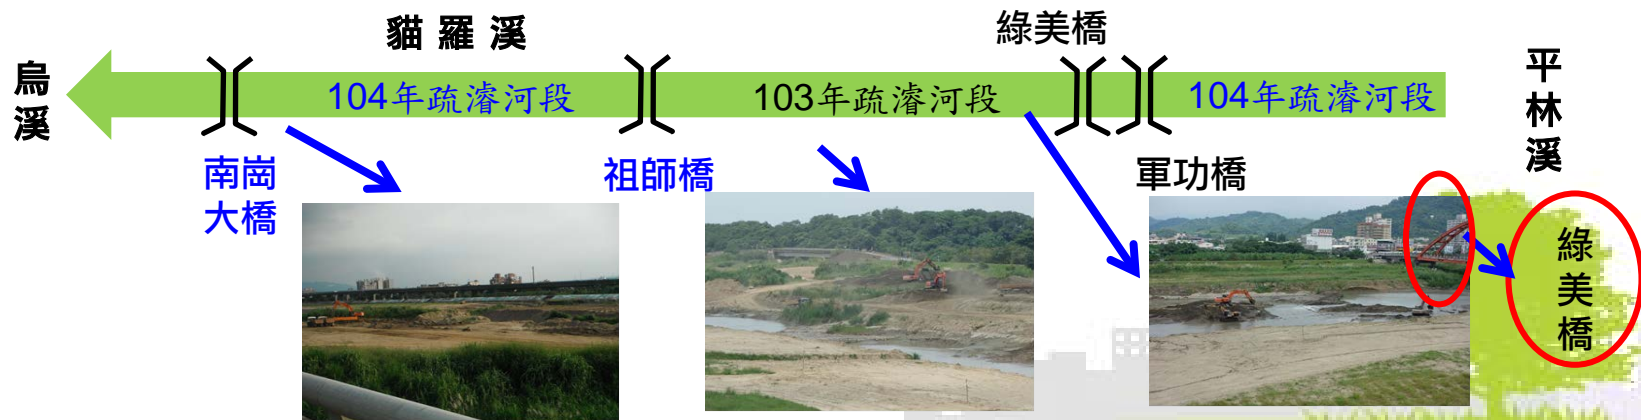 貓羅溪
綠美橋
烏溪
平林溪
104年疏濬河段
103年疏濬河段
104年疏濬河段
南崗
大橋
祖師橋
軍功橋
綠美橋